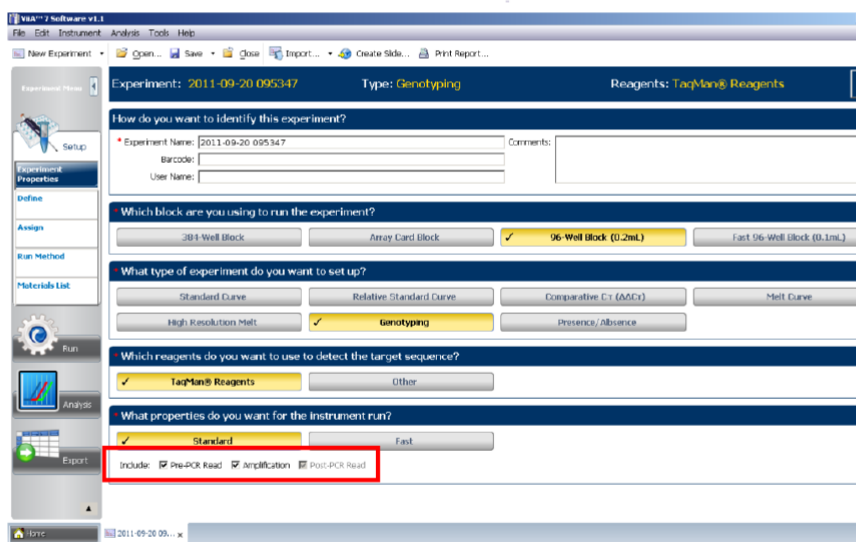 ViiA™ 7 Software v1.1
File Edit Instrument Analysis Tools Help
New Experiment Open... Save Close Import... Create Slide... Print Report...
Experiment Menu
Experiment: 2011-09-20 095347 Type: Genotyping Reagents: TaqMan® Reagents
How do you want to identify this experiment?
* Experiment Name: 2011-09-20 095347 Comments:
Barcode:
User Name:
Setup
Experiment
Properties
Define
Assign
Run Method
Materials List
Run
Analysis
Export
* Which block are you using to run the experiment?
384-Well Block Array Card Block ✓ 96-Well Block (0.2mL) Fast 96-Well Block (0.1mL)
* What type of experiment do you want to set up?
Standard Curve Relative Standard Curve Comparative CT (ΔΔCT) Melt Curve
High Resolution Melt ✓ Genotyping Presence/Absence
* Which reagents do you want to use to detect the target sequence?
✓ TaqMan® Reagents Other
* What properties do you want for the instrument run?
✓ Standard Fast
Include: Pre-PCR Read Amplification Post-PCR Read
Home 2011-09-20 09... x